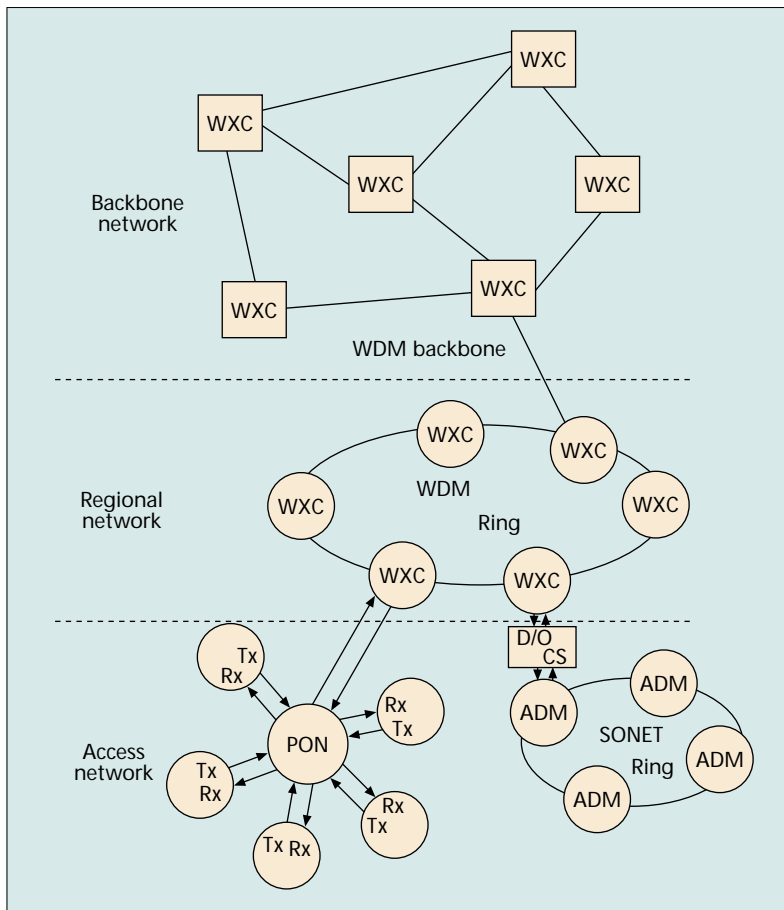 WXC
WXC
WXC
WXC
Backbone
network
WXC
WXC
WDM backbone
WXC
WXC
WDM
WXC
WXC
Regional
network
Ring
WXC
WXC
D/O
CS
Tx
Rx
ADM
ADM
Rx
Tx
SONET
Ring
PON
Access
network
ADM
Tx
Rx
Rx
Tx
ADM
Tx Rx